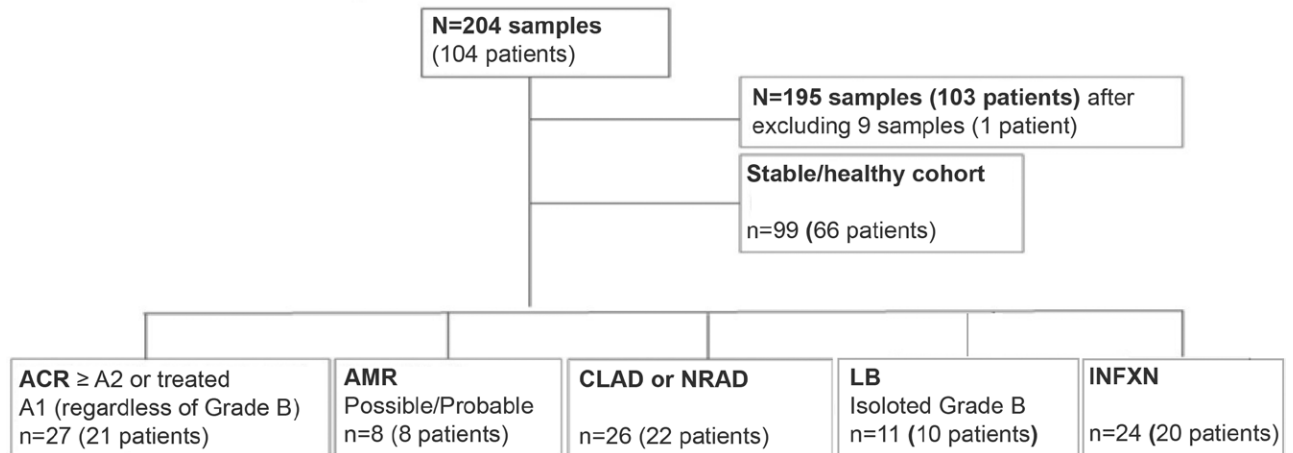 N=204 samples
(104 patients)
N=195 samples (103 patients) after
excluding 9 samples (1 patient)
Stable/healthy cohort
n=99 (66 patients)
ACR ≥ A2 or treated
A1 (regardless of Grade B)
n=27 (21 patients)
AMR
Possible/Probable
n=8 (8 patients)
CLAD or NRAD
n=26 (22 patients)
LB
Isoloted Grade B
n=11 (10 patients)
INFXN
n=24 (20 patients)